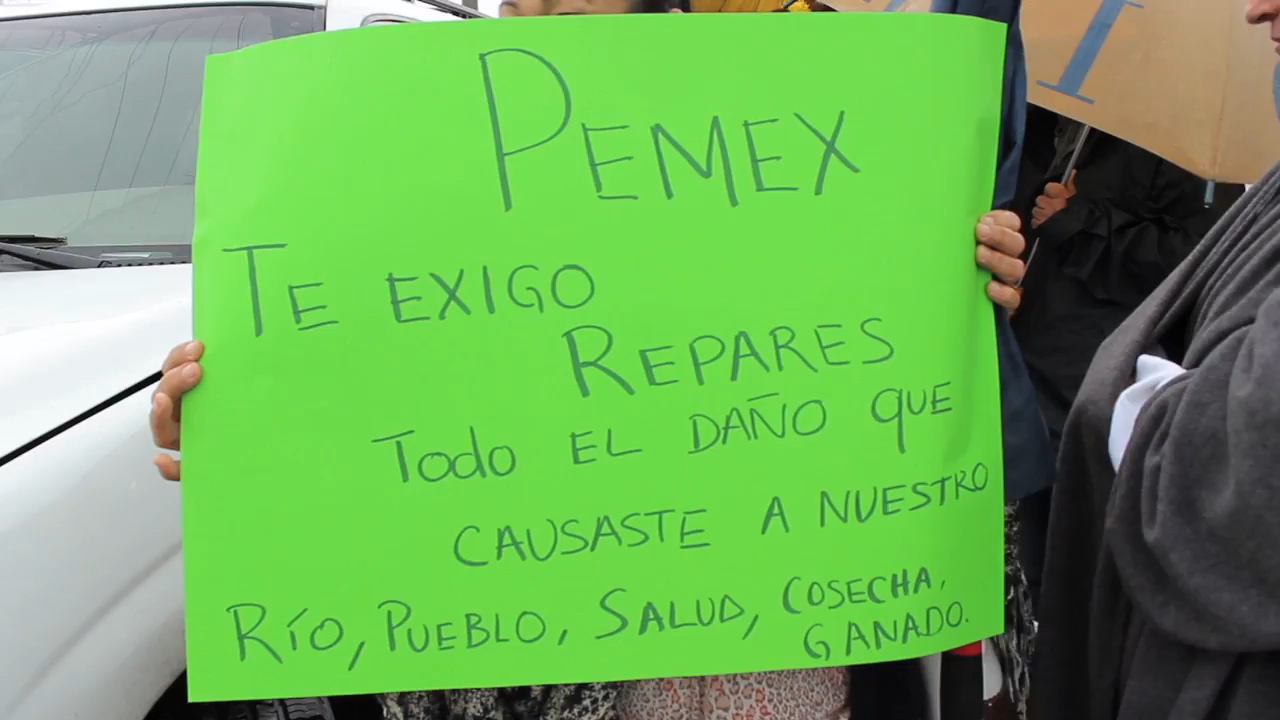 PEMEX
TE EXIGO
REPARES
Todo EL DAÑO QUE
CAUSASTE A NUESTRO
RÍO, PUEBLO, SALUD, COSECHA,
GANADO.
I